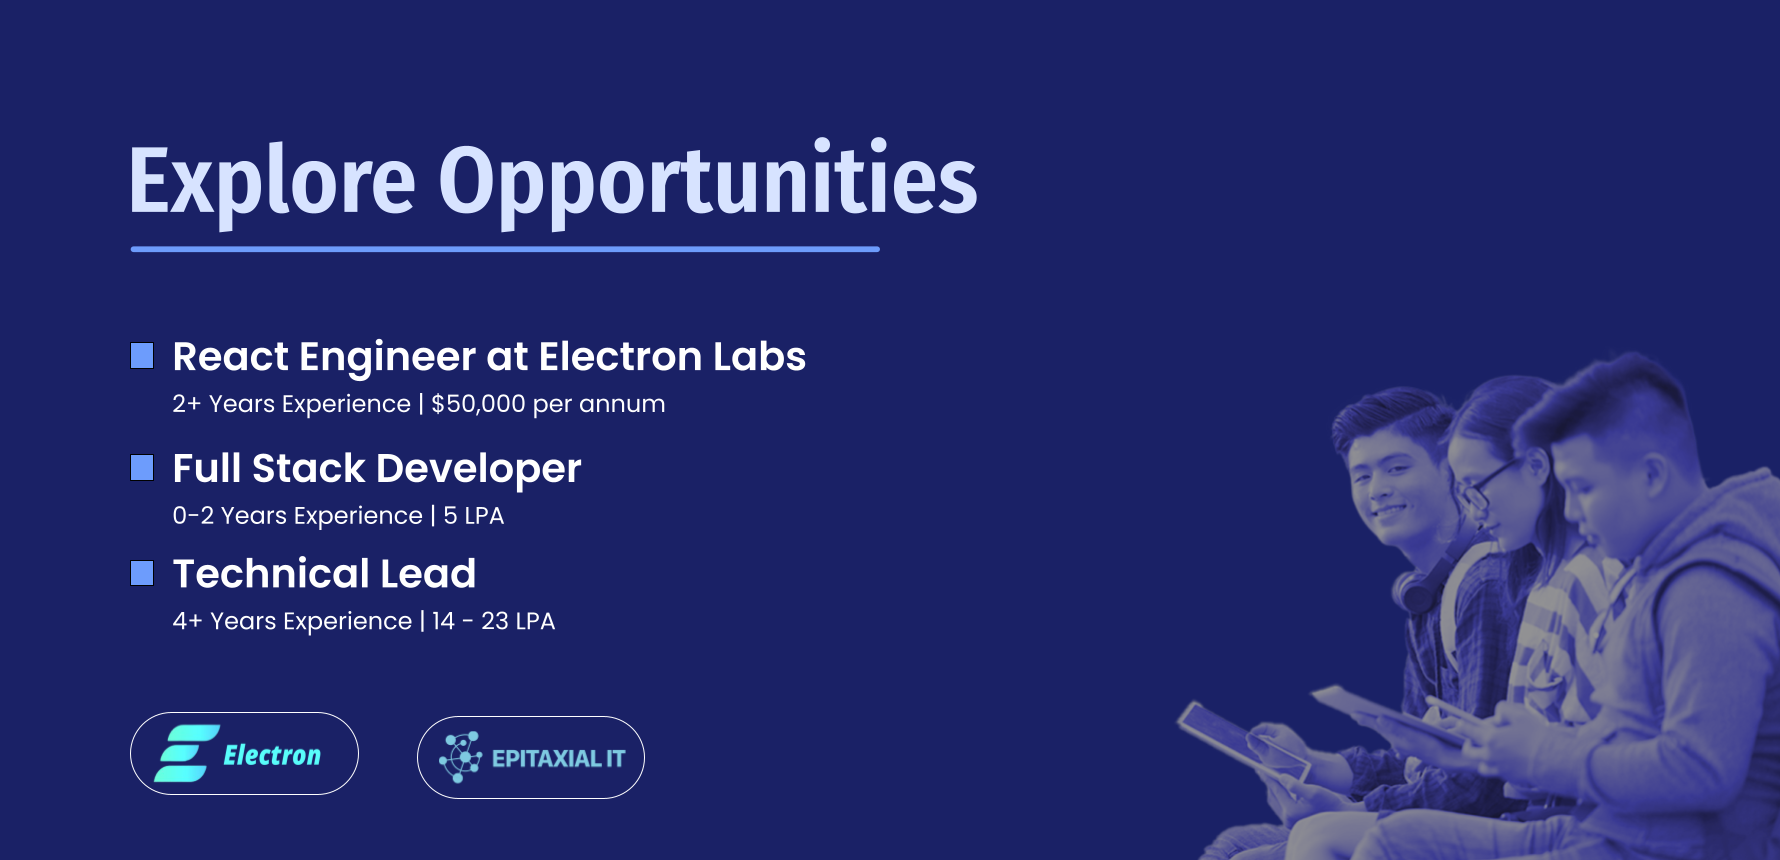 Explore Opportunities
React Engineer at Electron Labs
2+ Years Experience | $50,000 per annum
Full Stack Developer
0-2 Years Experience | 5 LPA
Technical Lead
4+ Years Experience | 14 - 23 LPA
Electron
EPITAXIAL IT